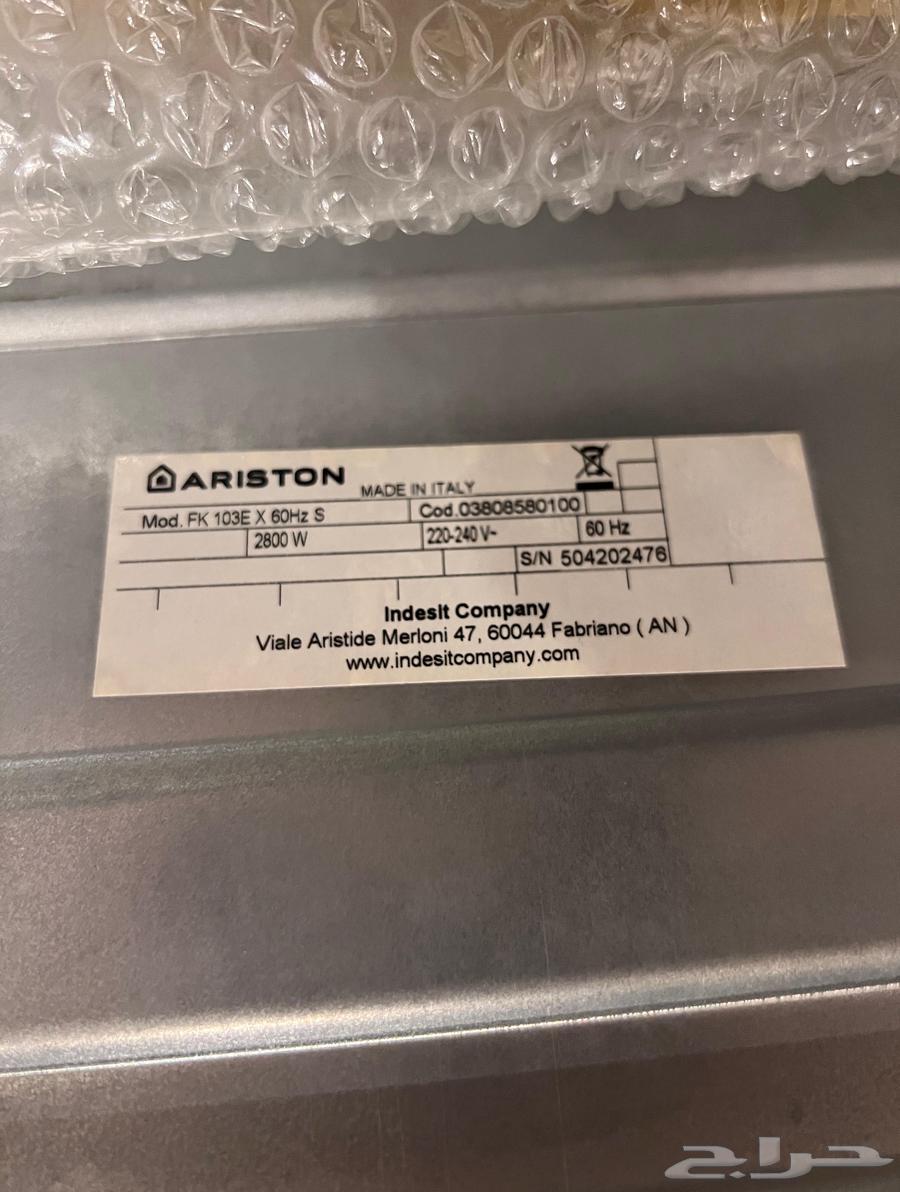 ARISTON MADE IN ITALY
Mod. FK 103E X 60Hz S Cod.03808580100
2800 W 220-240 V~ 60 Hz
S/N 504202476
Indesit Company
Viale Aristide Merloni 47, 60044 Fabriano ( AN )
www.indesitcompany.com
حراج